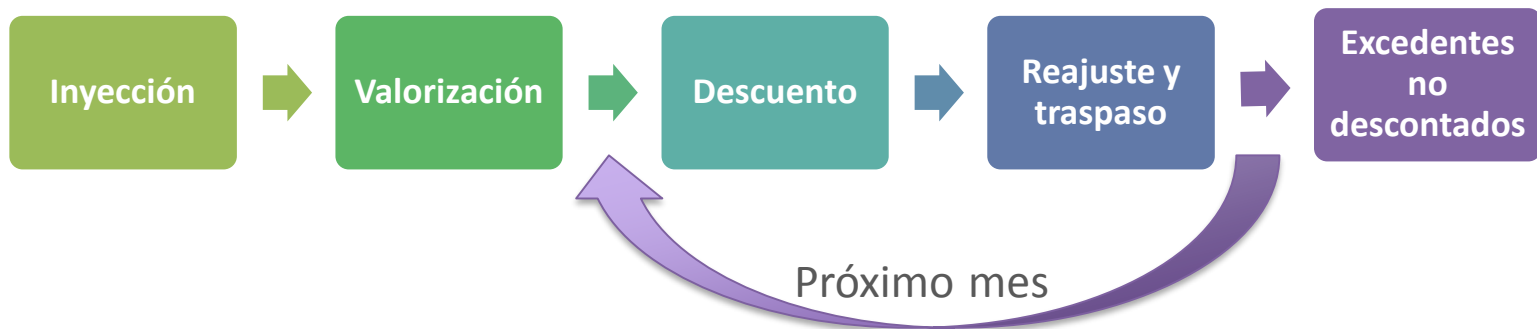 Inyección
Valorización
Descuento
Reajuste y
traspaso
Excedentes
no
descontados
Próximo mes